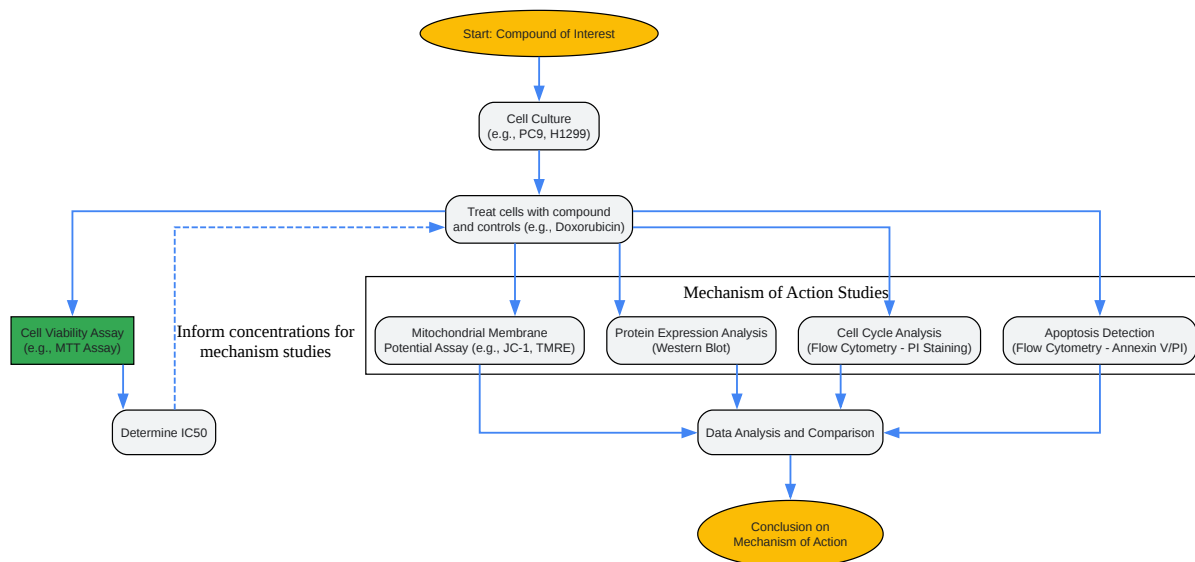 Start: Compound of Interest
Cell Culture
(e.g., PC9, H1299)
Treat cells with compound
and controls (e.g., Doxorubicin)
Mechanism of Action Studies
Cell Viability Assay
(e.g., MTT Assay)
Inform concentrations for
mechanism studies
Mitochondrial Membrane
Potential Assay (e.g., JC-1, TMRE)
Protein Expression Analysis
(Western Blot)
Cell Cycle Analysis
(Flow Cytometry - PI Staining)
Apoptosis Detection
(Flow Cytometry - Annexin V/PI)
Determine IC50
Data Analysis and Comparison
Conclusion on
Mechanism of Action